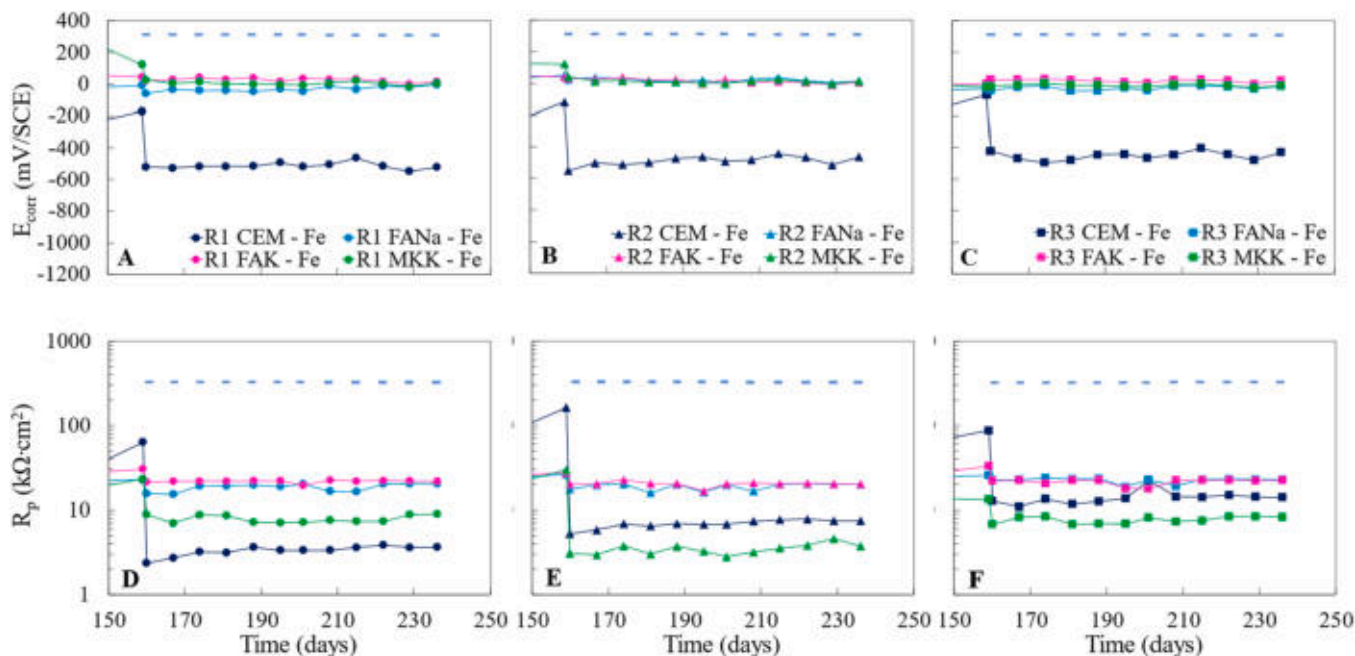 400
200
0
-200
-400
-600
-800
-1000
-1200
E_corr (mV/SCE)
R1 CEM - Fe R1 FANa - Fe
R1 FAK - Fe R1 MKK - Fe
A
R2 CEM - Fe R2 FANa - Fe
R2 FAK - Fe R2 MKK - Fe
B
R3 CEM - Fe R3 FANa - Fe
R3 FAK - Fe R3 MKK - Fe
C
1000
100
10
1
R_p (kΩ·cm²)
D
E
F
150 170 190 210 230 250
150 170 190 210 230 250
150 170 190 210 230 250
Time (days)
Time (days)
Time (days)